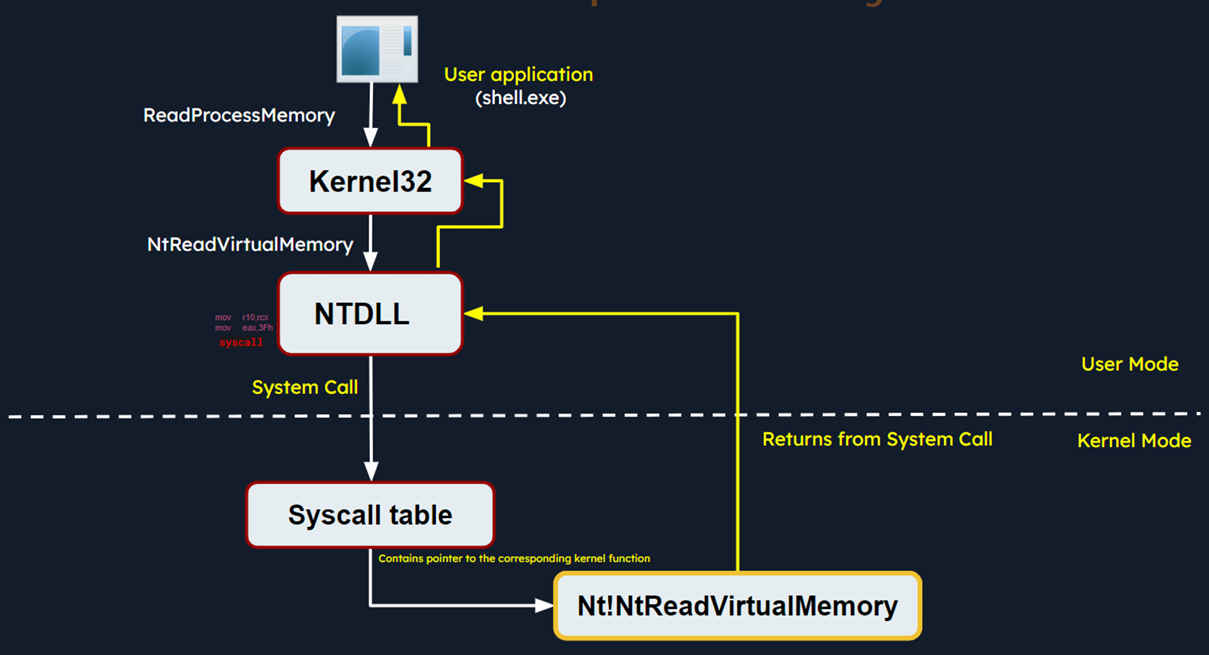 User application
(shell.exe)
ReadProcessMemory
Kernel32
NtReadVirtualMemory
NTDLL
mov r10,rcx
mov eax,3Fh
syscall
System Call
User Mode
Returns from System Call
Kernel Mode
Syscall table
Contains pointer to the corresponding kernel function
Nt!NtReadVirtualMemory